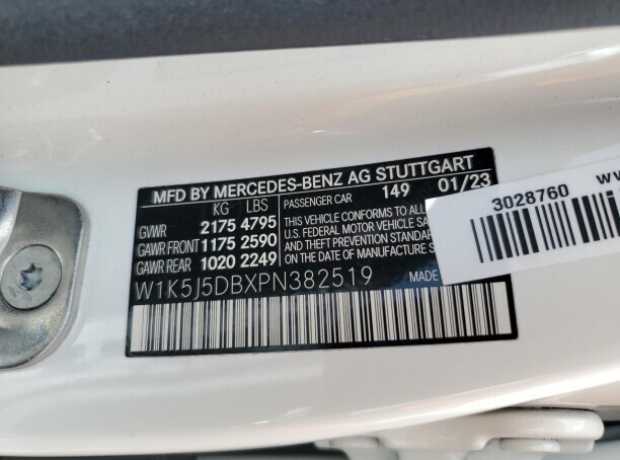 MFD BY MERCEDES-BENZ AG STUTTGART
KG LBS PASSENGER CAR 149 01/23
GVWR 2175 4795 THIS VEHICLE CONFORMS TO ALL
GAWR FRONT 1175 2590 U.S. FEDERAL MOTOR VEHICLE
GAWR REAR 1020 2249 AND THEFT PREVENTION
DATE OF MANUFACTURE
W1K5J5DBXPN382519 MADE
3028760